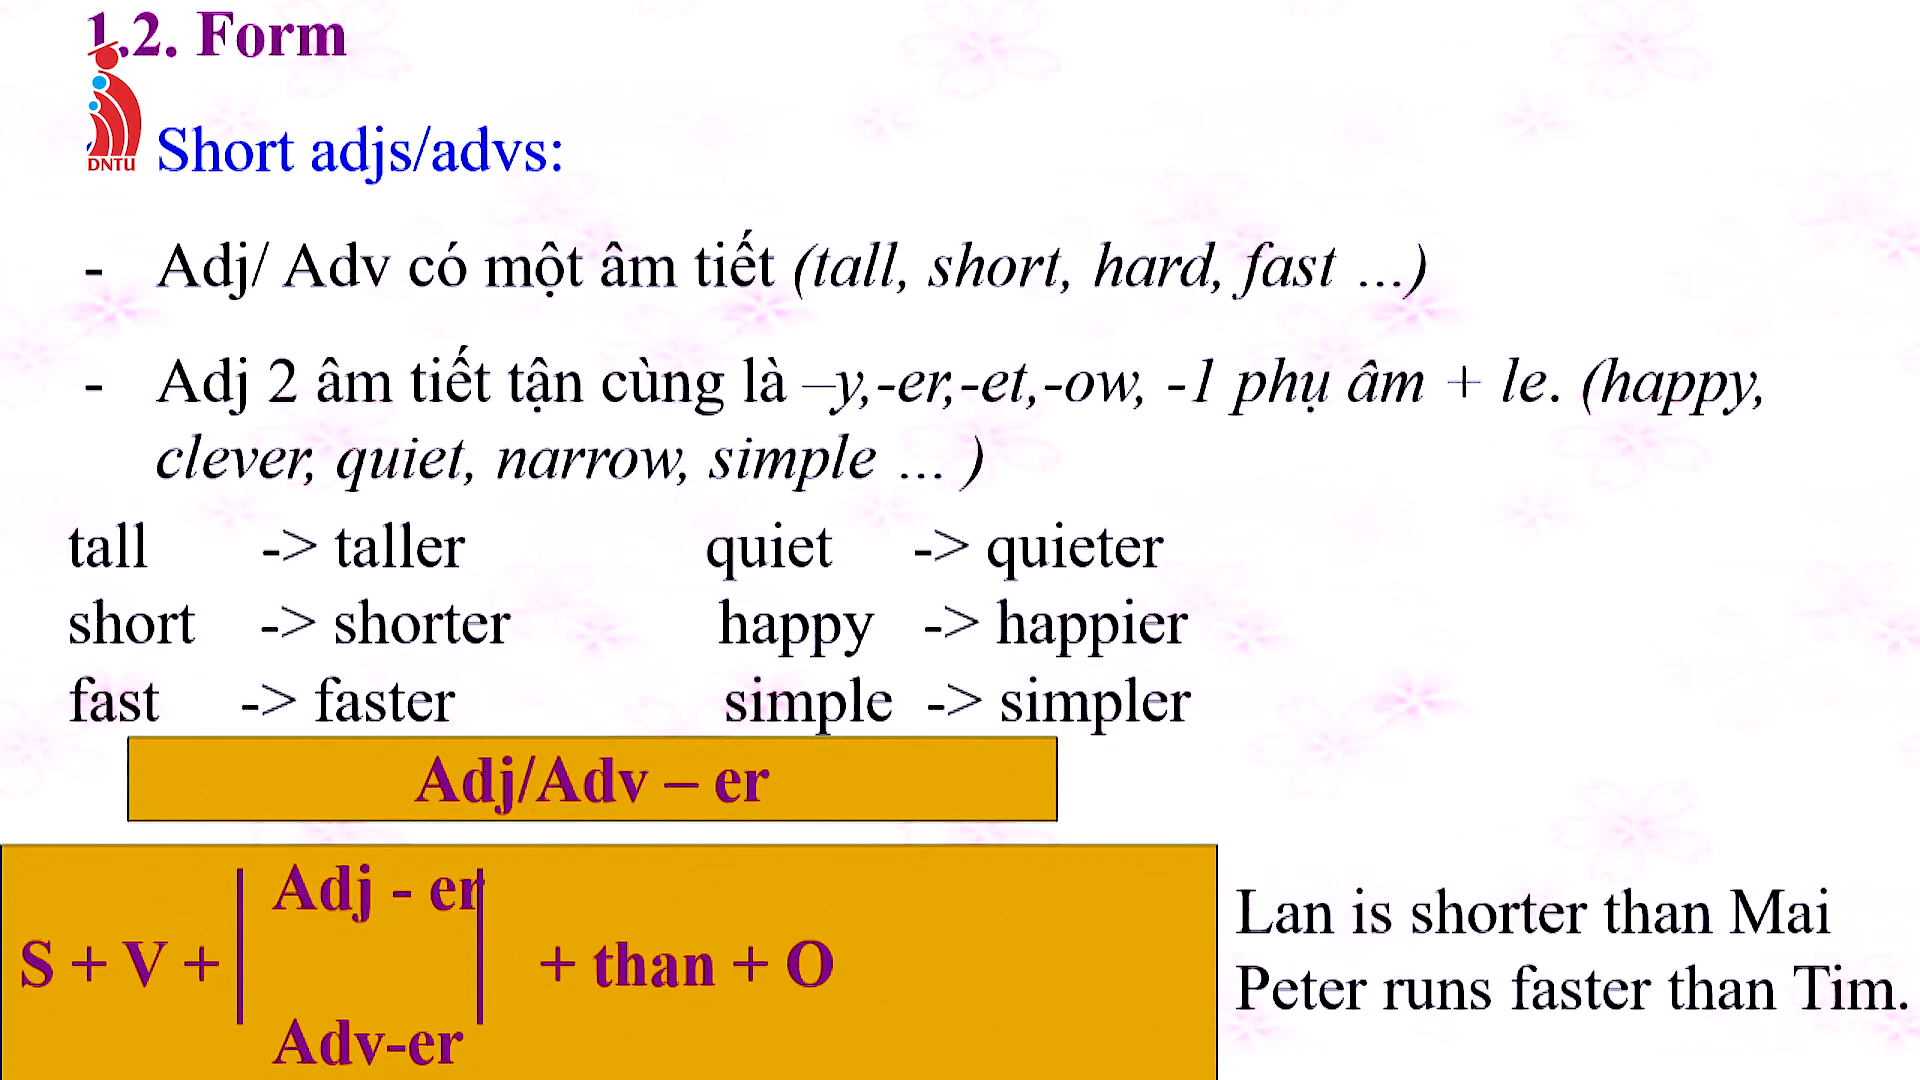 1.2. Form
DNTU
Short adjs/advs:
- Adj/ Adv có một âm tiết (tall, short, hard, fast ...)
- Adj 2 âm tiết tận cùng là –y,-er,-et,-ow, -1 phụ âm + le. (happy,
clever, quiet, narrow, simple ... )
tall -> taller quiet -> quieter
short -> shorter happy -> happier
fast -> faster simple -> simpler
Adj/Adv – er
Adj - er
S + V + + than + O
Adv-er
Lan is shorter than Mai
Peter runs faster than Tim.